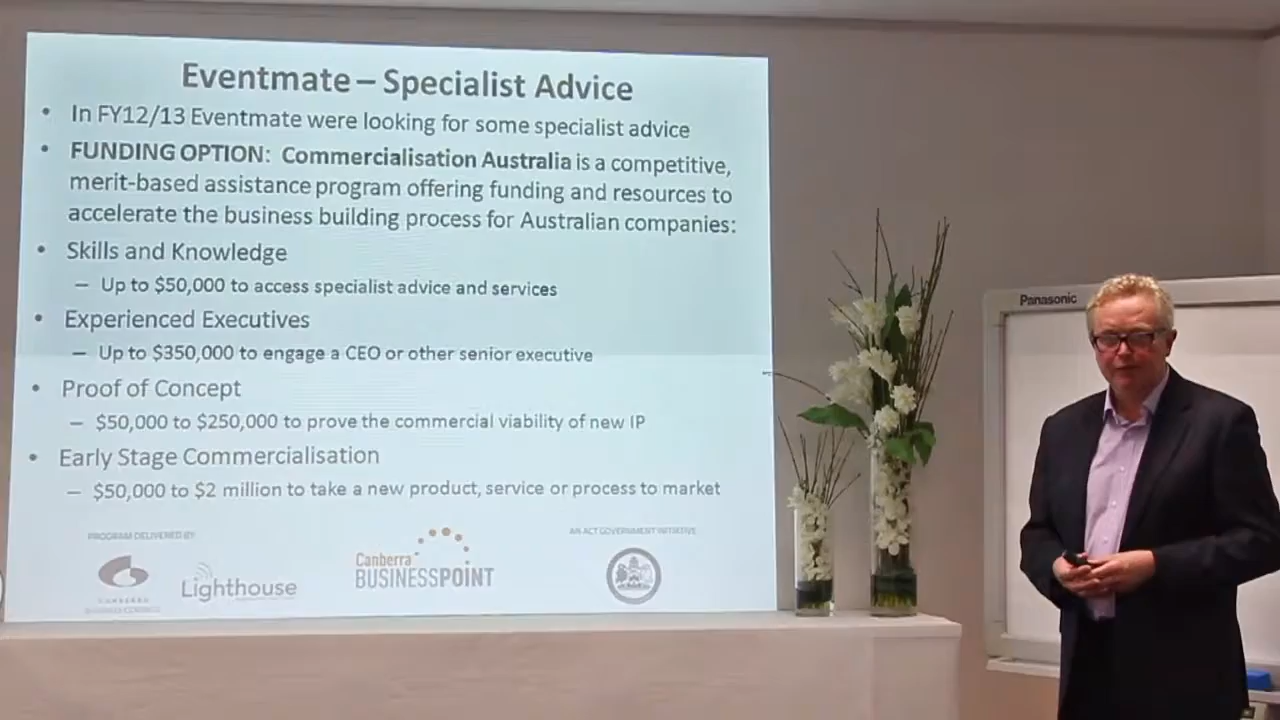 Eventmate – Specialist Advice
• In FY12/13 Eventmate were looking for some specialist advice
• FUNDING OPTION: Commercialisation Australia is a competitive,
merit-based assistance program offering funding and resources to
accelerate the business building process for Australian companies:
• Skills and Knowledge
– Up to $50,000 to access specialist advice and services
• Experienced Executives
– Up to $350,000 to engage a CEO or other senior executive
• Proof of Concept
– $50,000 to $250,000 to prove the commercial viability of new IP
• Early Stage Commercialisation
– $50,000 to $2 million to take a new product, service or process to market
PROGRAM DELIVERED BY
AN ACT GOVERNMENT INITIATIVE
CANBERRA
Lighthouse
Canberra
BUSINESSPOINT
Panasonic